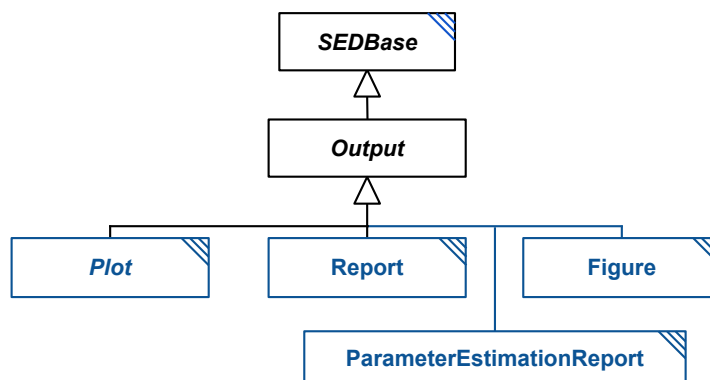 SEDBase
Output
Plot
Report
Figure
ParameterEstimationReport